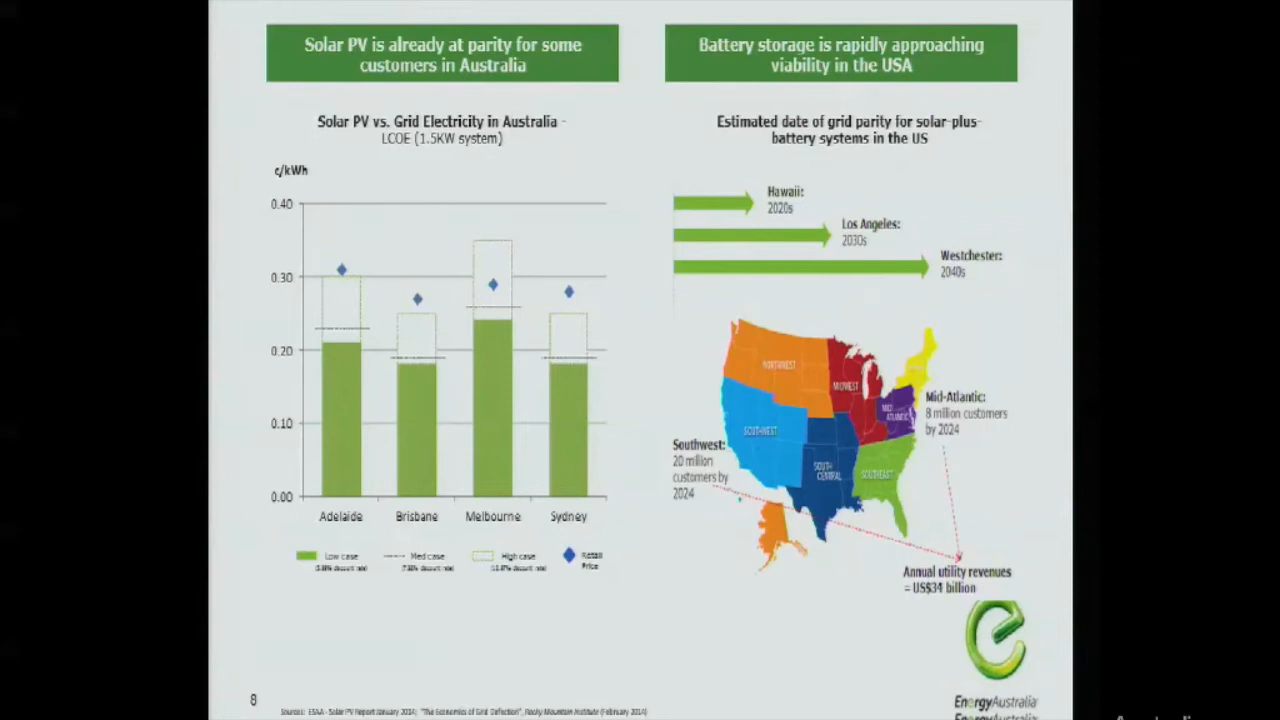 Solar PV is already at parity for some
customers in Australia
Battery storage is rapidly approaching
viability in the USA
Solar PV vs. Grid Electricity in Australia -
LCOE (1.5KW system)
c/kWh
0.40
0.30
0.20
0.10
0.00
Adelaide
Brisbane
Melbourne
Sydney
Low case
Med case
High case
Retail
Price
Estimated date of grid parity for solar-plus-
battery systems in the US
Hawaii:
2020s
Los Angeles:
2030s
Westchester:
2040s
NORTHWEST
MIDWEST
MID
ATLANTIC
SOUTHWEST
SOUTH
CENTRAL
SOUTHEAST
Mid-Atlantic:
8 million customers
by 2024
Southwest:
20 million
customers by
2024
Annual utility revenues
= US$34 billion
EnergyAustralia
EnergyAustralia
8
Sources: ESAA - Solar PV Report January 2014; "The Economics of Grid Defection", Rocky Mountain Institute (February 2014)